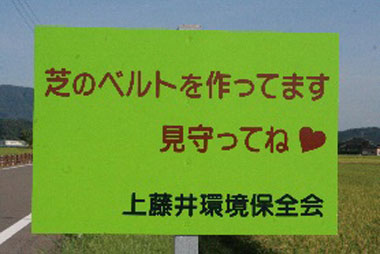 芝のベルトを作ってます
見守ってね♥
上藤井環境保全会